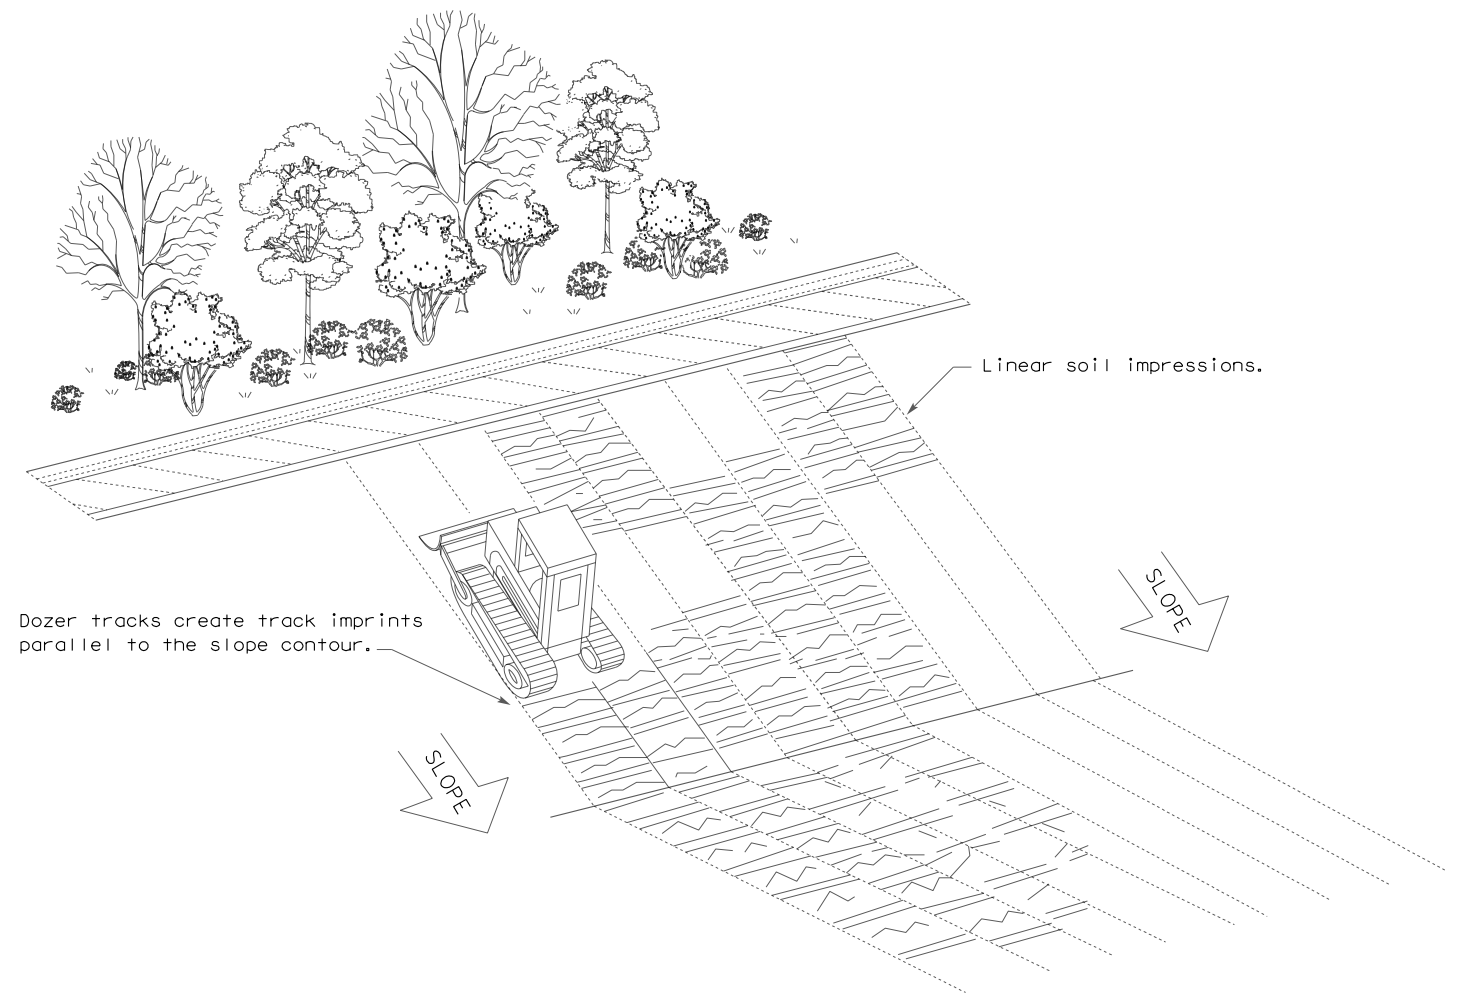 Linear soil impressions.
SLOPE
Dozer tracks create track imprints
parallel to the slope contour.
SLOPE